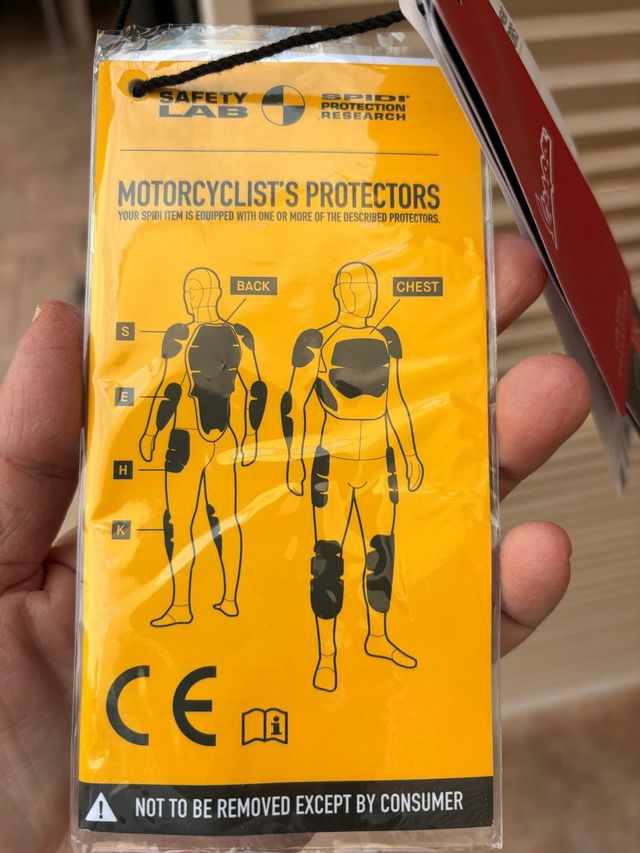 SAFETY
LAB
SPIDI
PROTECTION
RESEARCH
MOTORCYCLIST'S PROTECTORS
YOUR SPIDI ITEM IS EQUIPPED WITH ONE OR MORE OF THE DESCRIBED PROTECTORS.
BACK
CHEST
S
E
H
K
CE
i
! NOT TO BE REMOVED EXCEPT BY CONSUMER